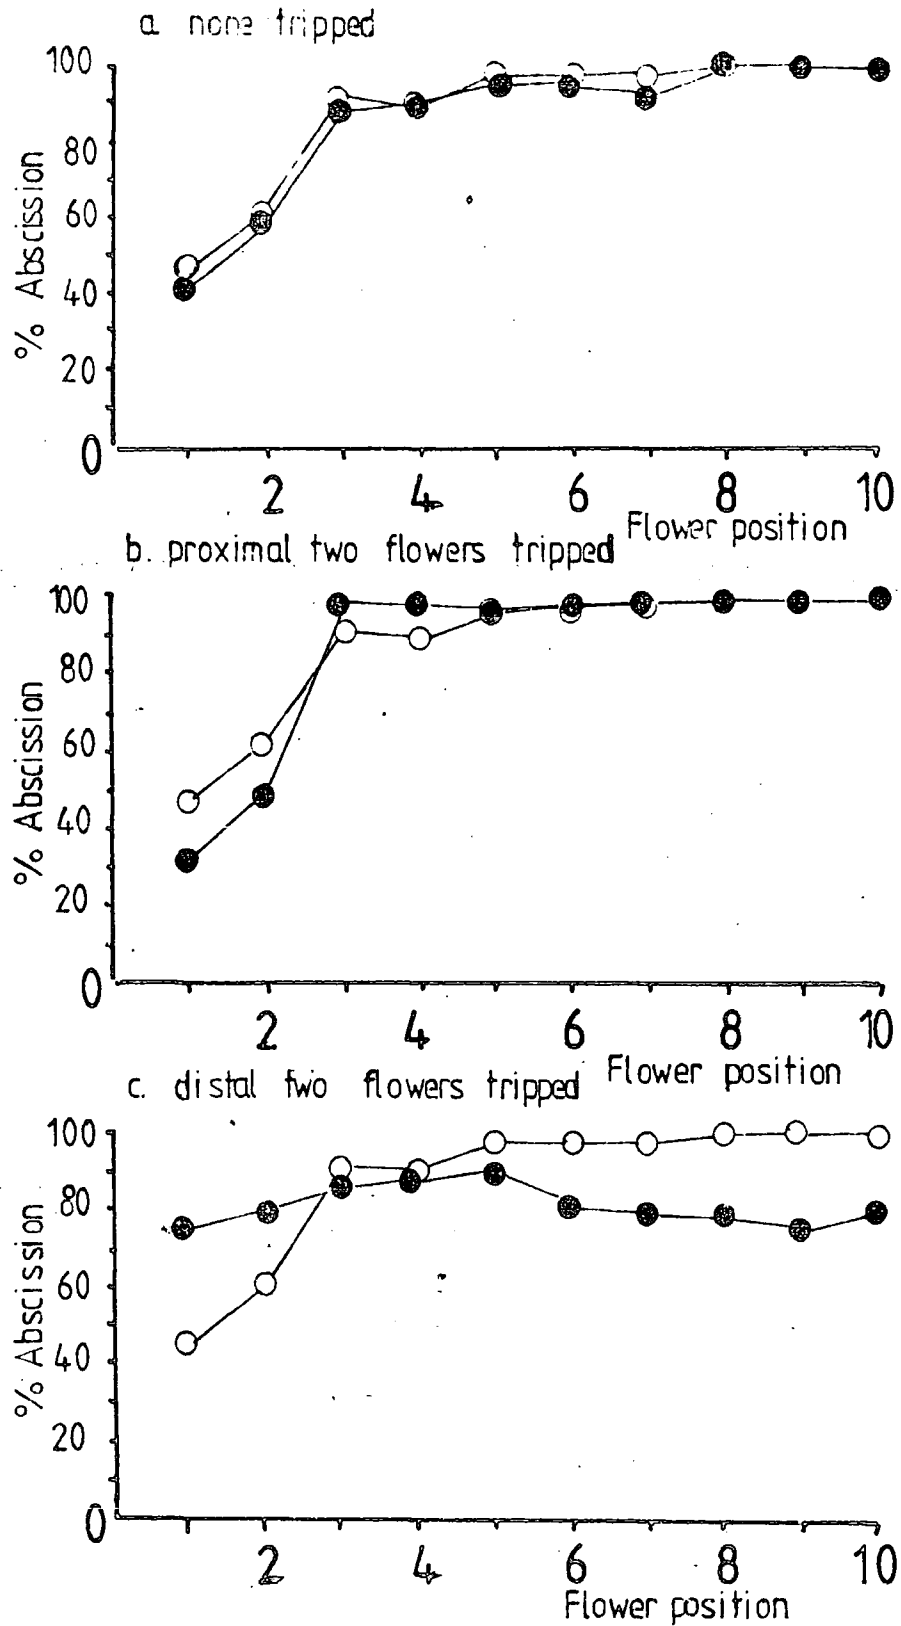 a none tripped
100
80
60
40
20
0
% Abscission
2 4 6 8 10
Flower position
b. proximal two flowers tripped
100
80
60
40
20
0
% Abscission
2 4 6 8 10
Flower position
c. distal two flowers tripped
100
80
60
40
20
0
% Abscission
2 4 6 8 10
Flower position